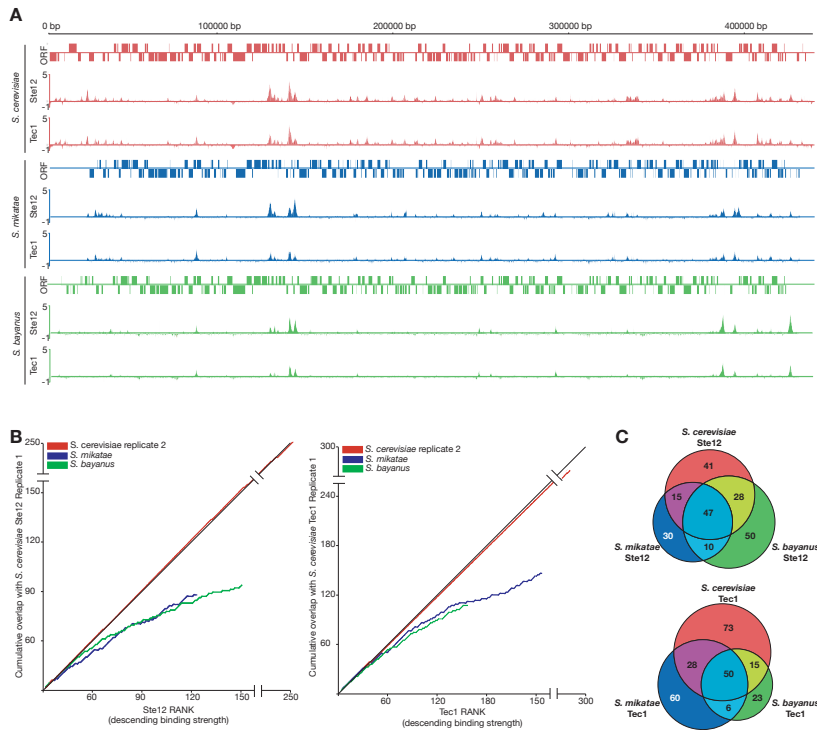 A
0 bp
100000 bp
200000 bp
300000 bp
400000 bp
S. cerevisiae
ORF
5
Ste12
-1
5
Tec1
-1
S. mikatae
ORF
5
Ste12
-1
5
Tec1
-1
S. bayanus
ORF
5
Ste12
-1
5
Tec1
-1
B
Cumulative overlap with S. cerevisiae Ste12 Replicate 1
250
150
90
60
S. cerevisiae replicate 2
S. mikatae
S. bayanus
60
90
120
150
250
Ste12 RANK
(descending binding strength)
Cumulative overlap with S. cerevisiae Tec1 Replicate 1
300
240
180
120
60
S. cerevisiae replicate 2
S. mikatae
S. bayanus
60
120
150
300
Tec1 RANK
(descending binding strength)
C
S. cerevisiae
Ste12
41
15
28
47
30
10
50
S. mikatae
Ste12
S. bayanus
Ste12
S. cerevisiae
Tec1
73
28
15
50
60
6
23
S. mikatae
Tec1
S. bayanus
Tec1